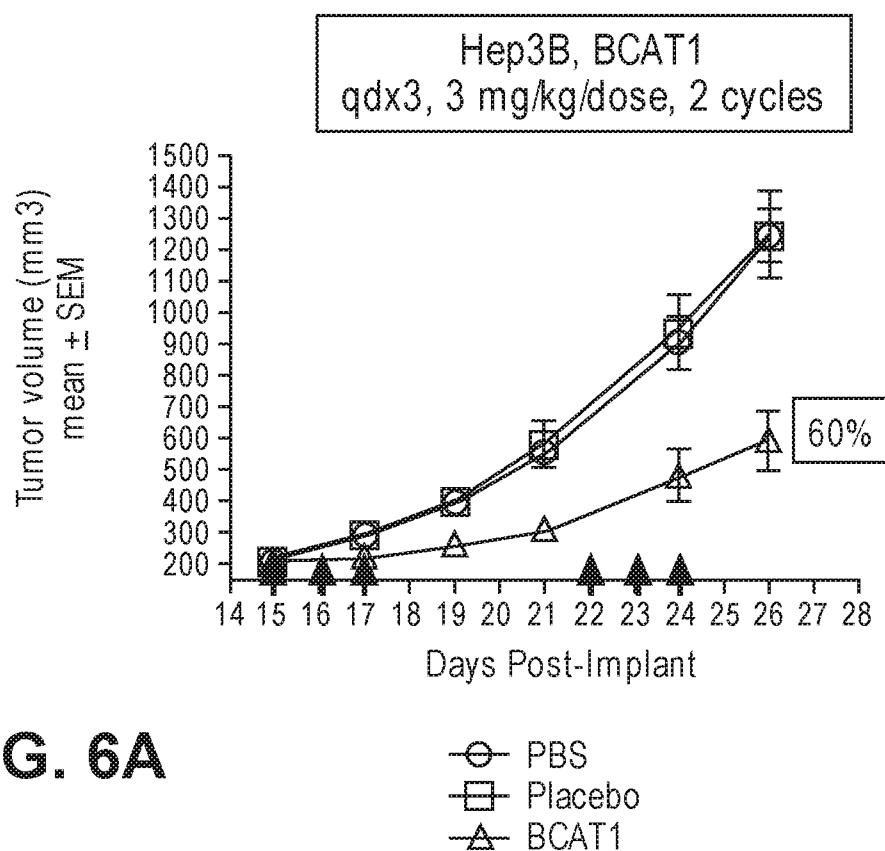 Hep3B, BCAT1
qdx3, 3 mg/kg/dose, 2 cycles
Tumor volume (mm3)
mean ± SEM
1500
1400
1300
1200
1100
1000
900
800
700
600
500
400
300
200
60%
14 15 16 17 18 19 20 21 22 23 24 25 26 27 28
Days Post-Implant
G. 6A
PBS
Placebo
BCAT1